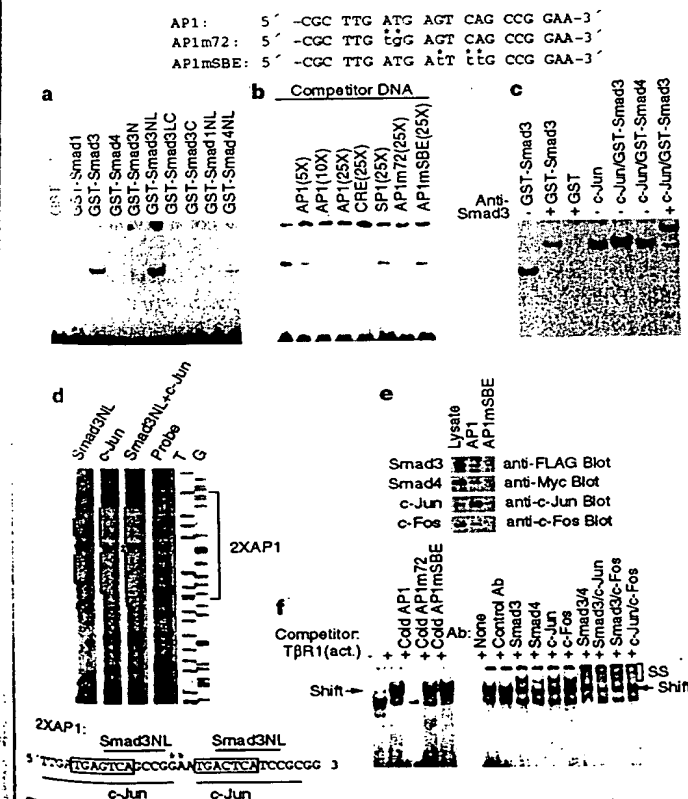 AP1: 5´ -CGC TTG ATG AGT CAG CCG GAA-3´
AP1m72: 5´ -CGC TTG tgG AGT CAG CCG GAA-3´
AP1mSBE: 5´ -CGC TTG ATG AtT ttG CCG GAA-3´
a
GST
GST-Smad1
GST-Smad3
GST-Smad4
GST-Smad3N
GST-Smad3NL
GST-Smad3LC
GST-Smad3C
GST-Smad1NL
GST-Smad4NL
b
Competitor DNA
-
AP1(5X)
AP1(10X)
AP1(25X)
CRE(25X)
SP1(25X)
AP1m72(25X)
AP1mSBE(25X)
c
Anti-Smad3
- GST-Smad3
+ GST-Smad3
+ GST
- c-Jun
- c-Jun/GST-Smad3
- c-Jun/GST-Smad4
+ c-Jun/GST-Smad3
d
Smad3NL
c-Jun
Smad3NL+c-Jun
Probe
T
G
2XAP1
2XAP1:
Smad3NL Smad3NL
TGAGTCAGCCGGAATGACTCATCCGCGG 3
c-Jun c-Jun
e
Lysate
AP1
AP1mSBE
Smad3 anti-FLAG Blot
Smad4 anti-Myc Blot
c-Jun anti-c-Jun Blot
c-Fos anti-c-Fos Blot
f
Competitor:
TβR1(act.)
- +
+ Cold AP1
+ Cold AP1m72
+ Cold AP1mSBE
Ab:
+ None
+ Control Ab
+ Smad3
+ Smad4
+ c-Jun
+ c-Fos
+ Smad3/4
+ Smad3/c-Jun
+ Smad3/c-Fos
+ c-Jun/c-Fos
Shift
SS
Shift